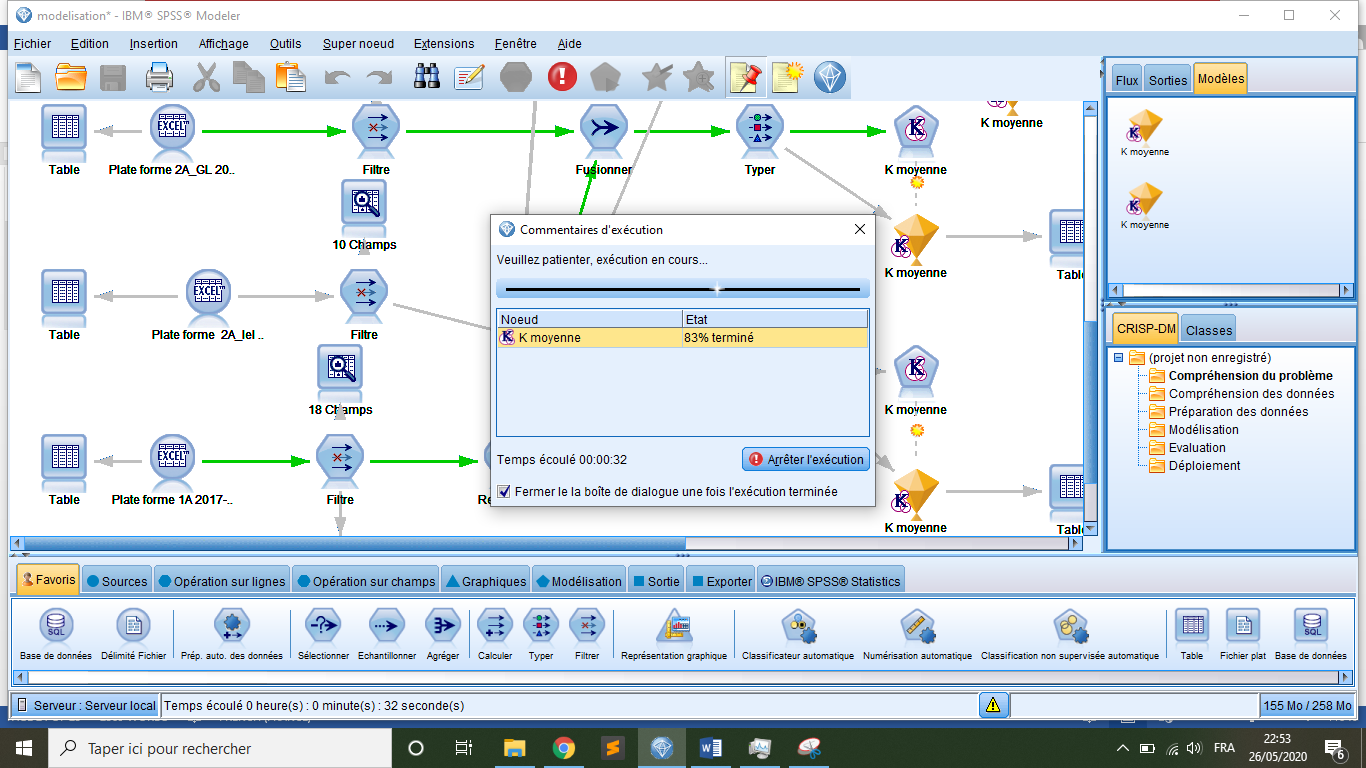 modelisation* - IBM® SPSS® Modeler
Fichier Edition Insertion Affichage Outils Super noeud Extensions Fenêtre Aide
Flux Sorties Modèles
K moyenne
K moyenne
Table
EXCEL™
Plate forme 2A_GL 20..
Filtre
Fusionner
Typer
K moyenne
K moyenne
10 Champs
K moyenne
Table
EXCEL™
Plate forme 2A_Iel ..
Filtre
18 Champs
K moyenne
Table
EXCEL™
Plate forme 1A 2017-..
Filtre
K moyenne
Commentaires d'exécution
Veuillez patienter, exécution en cours...
Noeud Etat
K moyenne 83% terminé
Temps écoulé 00:00:32 Arrêter l'exécution
Fermer le la boîte de dialogue une fois l'exécution terminée
CRISP-DM Classes
(projet non enregistré)
Compréhension du problème
Compréhension des données
Préparation des données
Modélisation
Evaluation
Déploiement
Favoris Sources Opération sur lignes Opération sur champs Graphiques Modélisation Sortie Exporter IBM® SPSS® Statistics
SQL
Base de données Délimité Fichier Prép. auto. des données Sélectionner Echantillonner Agréger Calculer Typer Filtrer Représentation graphique Classificateur automatique Numérisation automatique Classification non supervisée automatique Table Fichier plat Base de données
SQL
Serveur : Serveur local Temps écoulé 0 heure(s) : 0 minute(s) : 32 seconde(s) 155 Mo / 258 Mo
Taper ici pour rechercher
FRA
22:53
26/05/2020
6